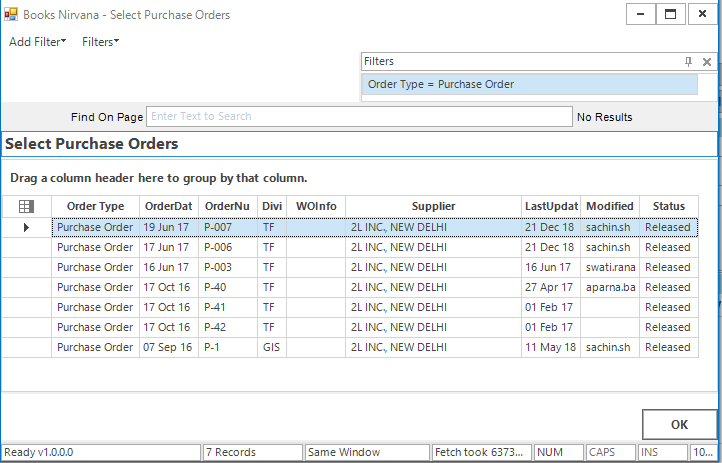 Books Nirvana - Select Purchase Orders
Add Filter Filters
Filters
Order Type = Purchase Order
Find On Page Enter Text to Search No Results
Select Purchase Orders
Drag a column header here to group by that column.
Order Type OrderDat OrderNu Divi WOInfo Supplier LastUpdat Modified Status
Purchase Order 19 Jun 17 P-007 TF 2L INC., NEW DELHI 21 Dec 18 sachin.sh Released
Purchase Order 17 Jun 17 P-006 TF 2L INC., NEW DELHI 21 Dec 18 sachin.sh Released
Purchase Order 16 Jun 17 P-003 TF 2L INC., NEW DELHI 16 Jun 17 swati.rana Released
Purchase Order 17 Oct 16 P-40 TF 2L INC., NEW DELHI 27 Apr 17 aparna.ba Released
Purchase Order 17 Oct 16 P-41 TF 2L INC., NEW DELHI 01 Feb 17 Released
Purchase Order 17 Oct 16 P-42 TF 2L INC., NEW DELHI 01 Feb 17 Released
Purchase Order 07 Sep 16 P-1 GIS 2L INC., NEW DELHI 11 May 18 sachin.sh Released
OK
Ready v1.0.0.0 7 Records Same Window Fetch took 6373... NUM CAPS INS 10...